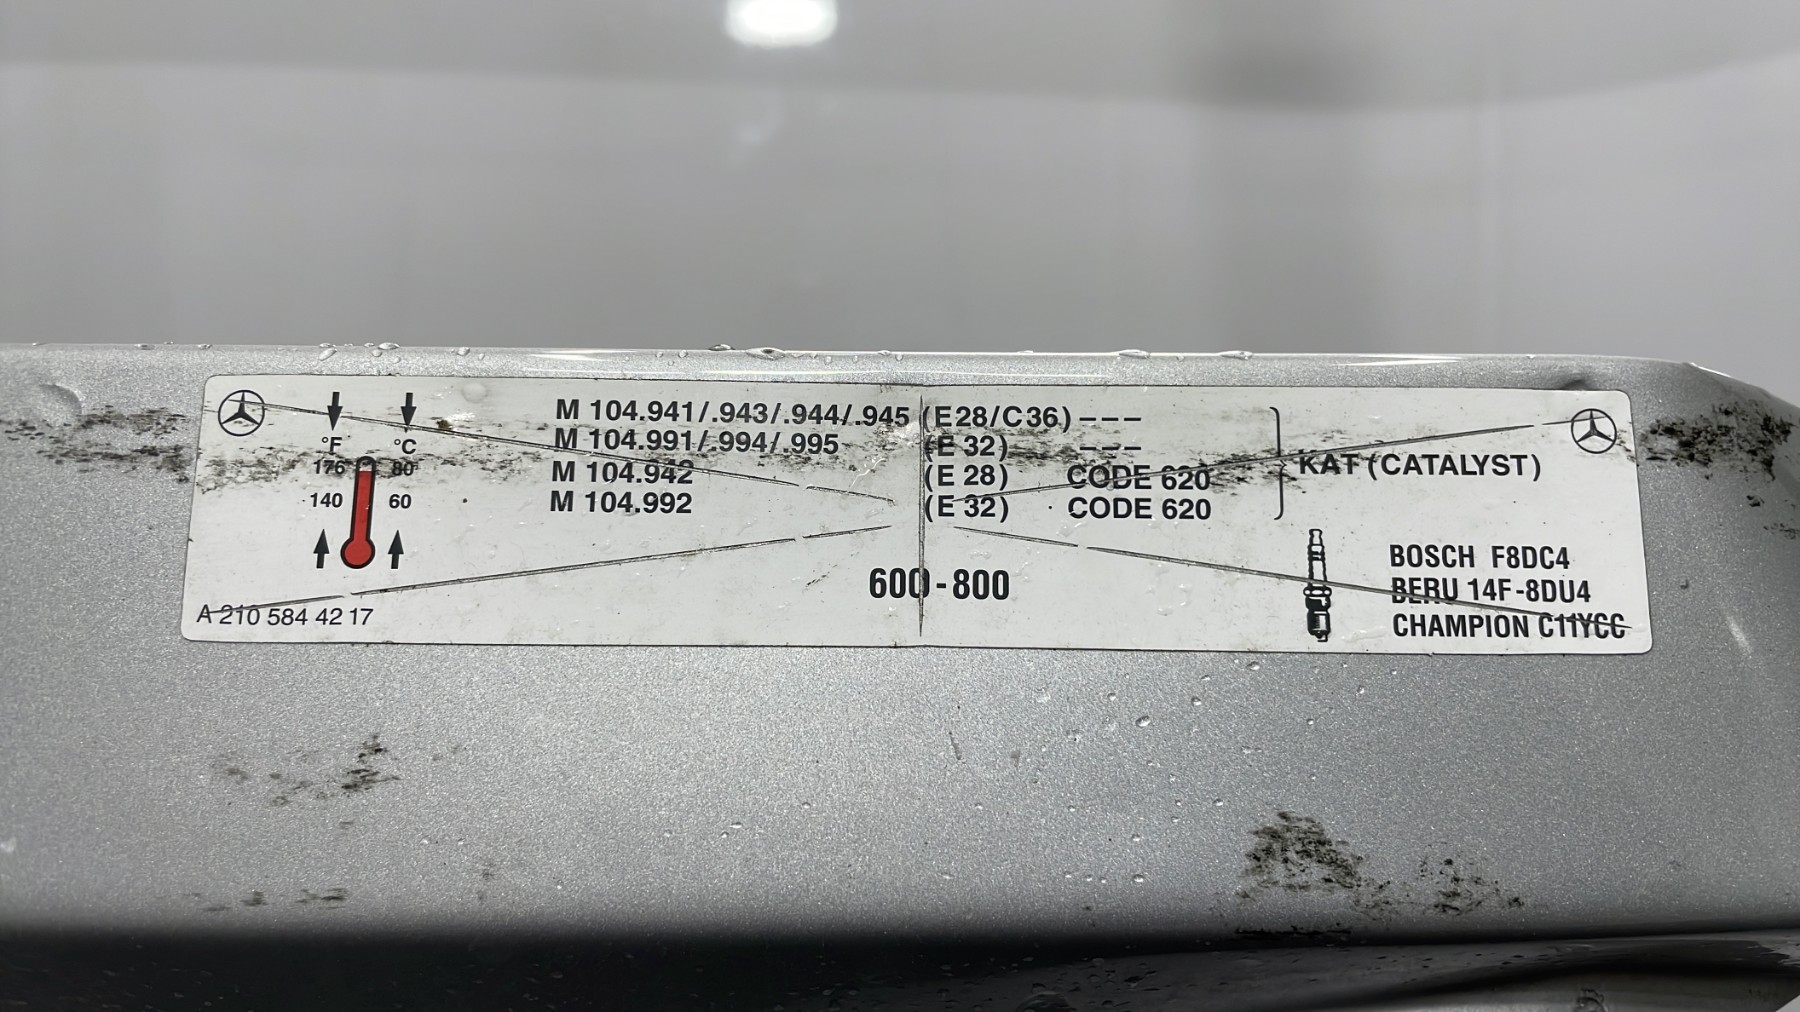 °F °C
176 80
140 60
M 104.941/.943/.944/.945 (E28/C36) ---
M 104.991/.994/.995 (E 32) ---
M 104.942 (E 28) CODE 620
M 104.992 (E 32) CODE 620
KAT (CATALYST)
600-800
BOSCH F8DC4
BERU 14F-8DU4
CHAMPION C11YCC
A 210 584 42 17